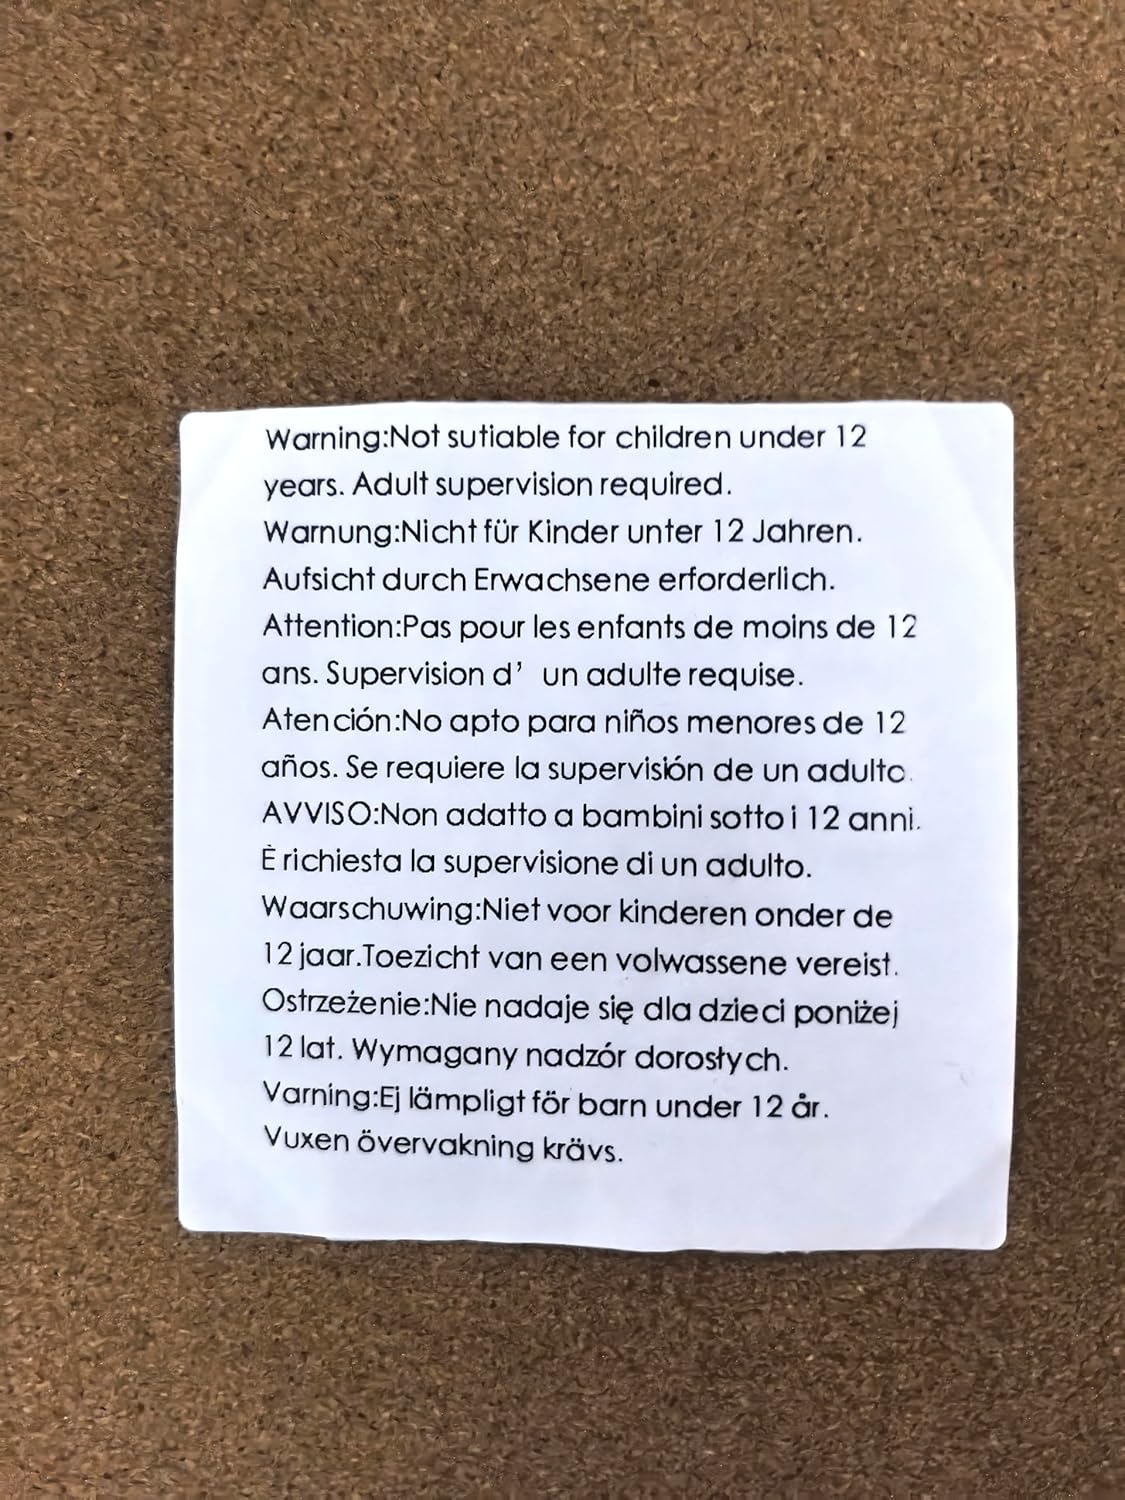 Warning:Not sutiable for children under 12
years. Adult supervision required.
Warnung:Nicht für Kinder unter 12 Jahren.
Aufsicht durch Erwachsene erforderlich.
Attention:Pas pour les enfants de moins de 12
ans. Supervision d’ un adulte requise.
Atención:No apto para niños menores de 12
años. Se requiere la supervisión de un adulto.
AVVISO:Non adatto a bambini sotto i 12 anni.
È richiesta la supervisione di un adulto.
Waarschuwing:Niet voor kinderen onder de
12 jaar.Toezicht van een volwassene vereist.
Ostrzeżenie:Nie nadaje się dla dzieci poniżej
12 lat. Wymagany nadzór dorosłych.
Varning:Ej lämpligt för barn under 12 år.
Vuxen övervakning krävs.